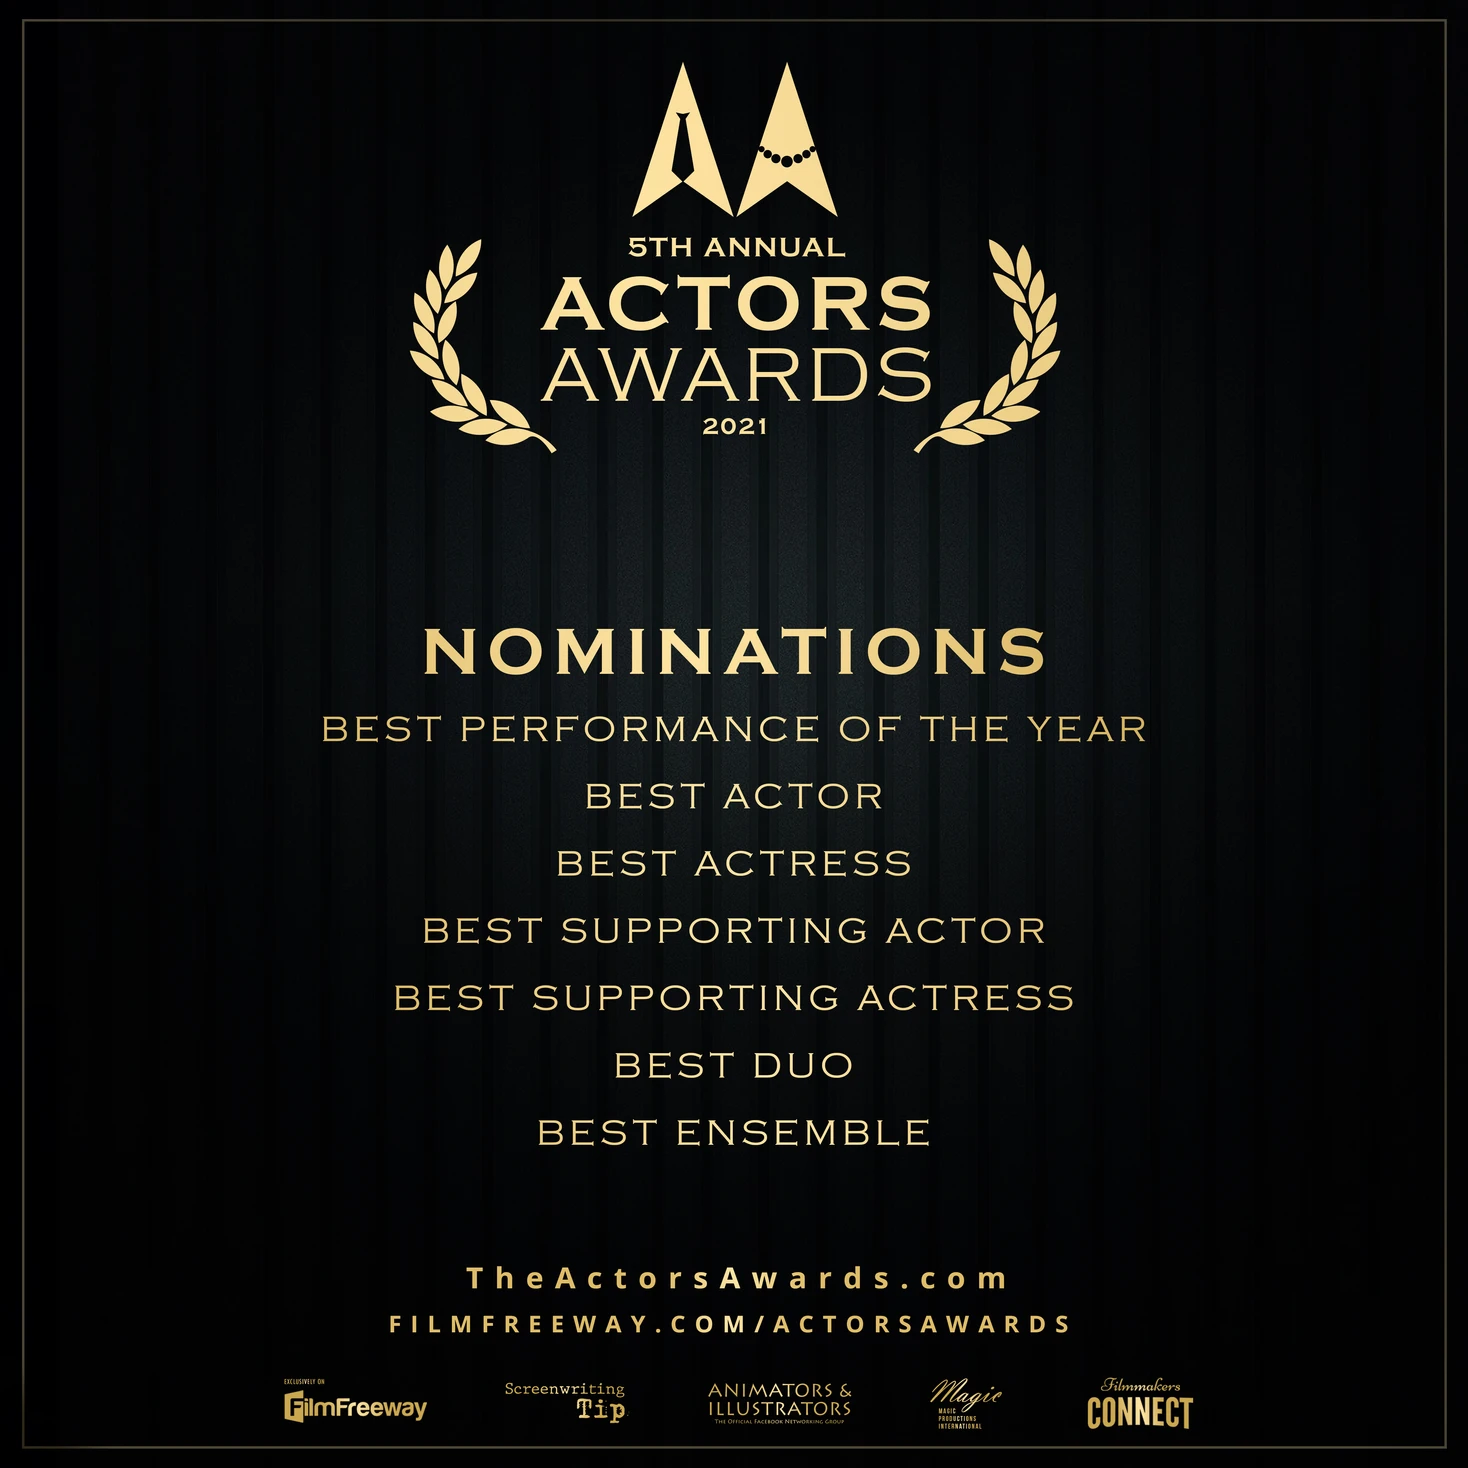 5TH ANNUAL
ACTORS
AWARDS
2021
NOMINATIONS
BEST PERFORMANCE OF THE YEAR
BEST ACTOR
BEST ACTRESS
BEST SUPPORTING ACTOR
BEST SUPPORTING ACTRESS
BEST DUO
BEST ENSEMBLE
TheActorsAwards.com
FILMFREEWAY.COM/ACTORSAWARDS
EXCLUSIVELY ON
FilmFreeway
Screenwriting
Tip
ANIMATORS &
ILLUSTRATORS
The Official Facebook Networking Group
Magic
MAGIC
PRODUCTIONS
INTERNATIONAL
Filmmakers
CONNECT